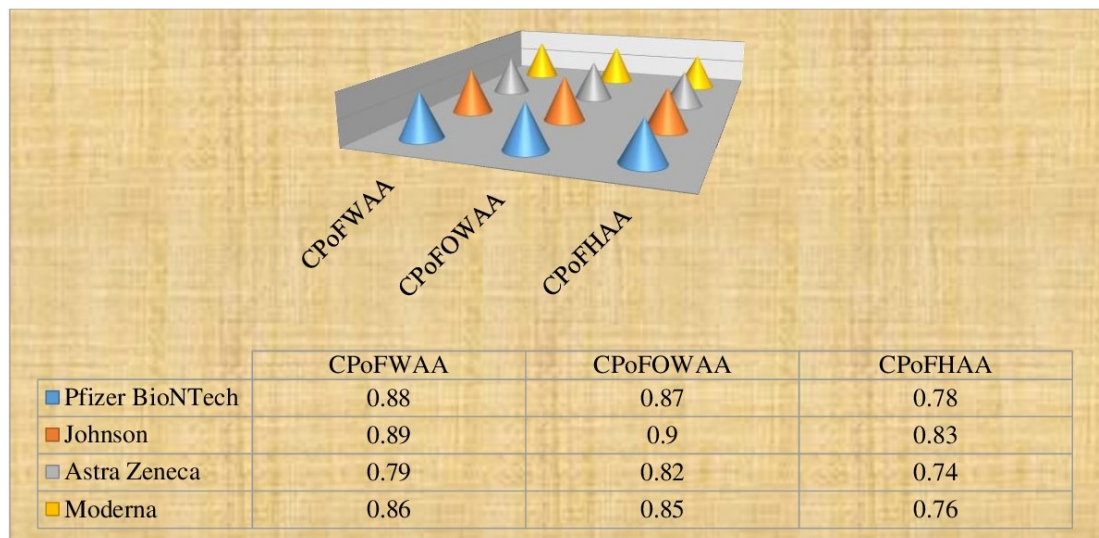 CPoFWAA
CPoFOWAA
CPoFHAA
CPoFWAA CPoFOWAA CPoFHAA
Pfizer BioNTech 0.88 0.87 0.78
Johnson 0.89 0.9 0.83
Astra Zeneca 0.79 0.82 0.74
Moderna 0.86 0.85 0.76